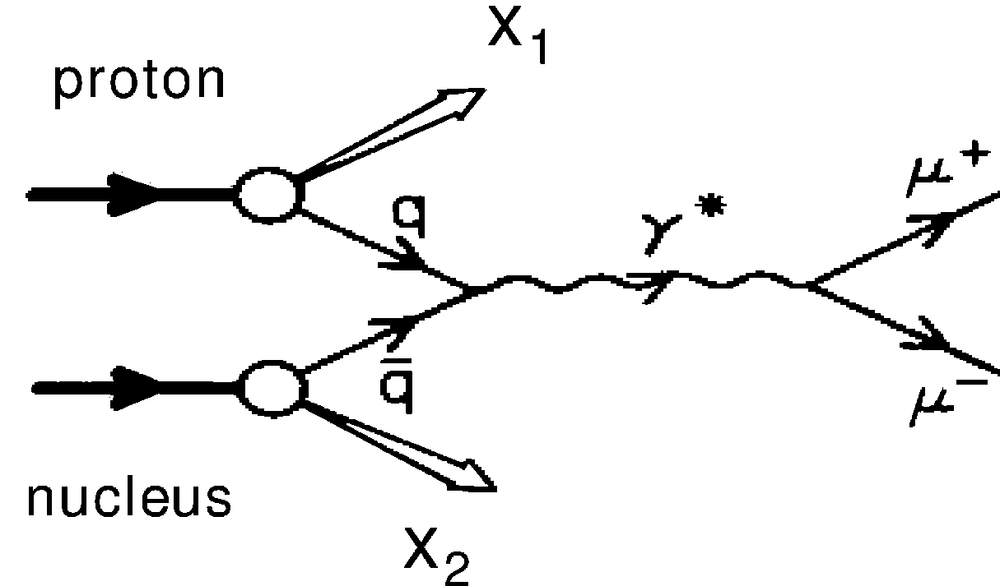 X₁
proton
q
γ*
μ⁺
q̄
μ⁻
nucleus
X₂